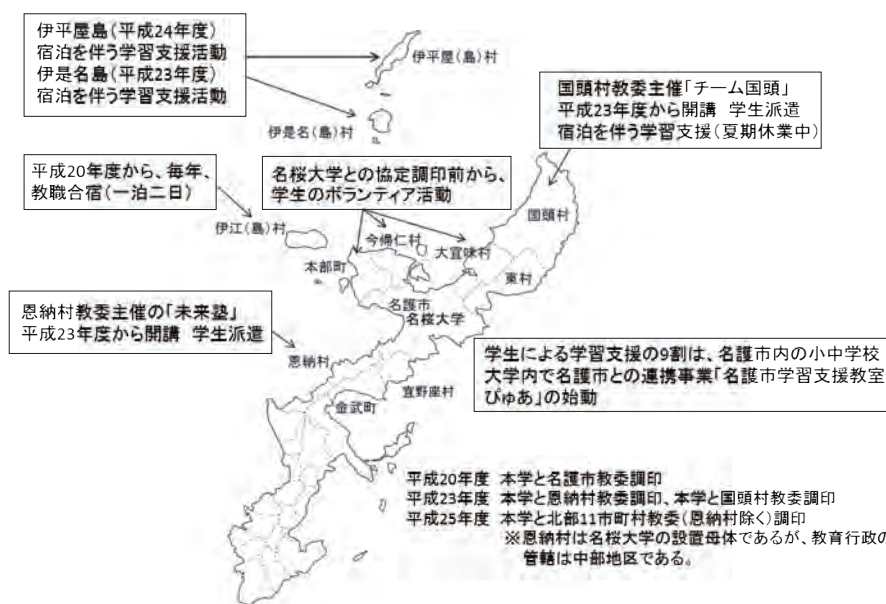 伊平屋島(平成24年度)
宿泊を伴う学習支援活動
伊是名島(平成23年度)
宿泊を伴う学習支援活動
伊平屋(島)村
伊是名(島)村
国頭村教委主催「チーム国頭」
平成23年度から開講 学生派遣
宿泊を伴う学習支援(夏期休業中)
平成20年度から、毎年、
教職合宿(一泊二日)
名桜大学との協定調印前から、
学生のボランティア活動
伊江(島)村
国頭村
今帰仁村
大宜味村
本部町
東村
名護市
名桜大学
恩納村教委主催の「未来塾」
平成23年度から開講 学生派遣
恩納村
学生による学習支援の9割は、名護市内の小中学校
大学内で名護市との連携事業「名護市学習支援教室
ぴゅあ」の始動
宜野座村
金武町
平成20年度 本学と名護市教委調印
平成23年度 本学と恩納村教委調印、本学と国頭村教委調印
平成25年度 本学と北部11市町村教委(恩納村除く)調印
※恩納村は名桜大学の設置母体であるが、教育行政の
管轄は中部地区である。